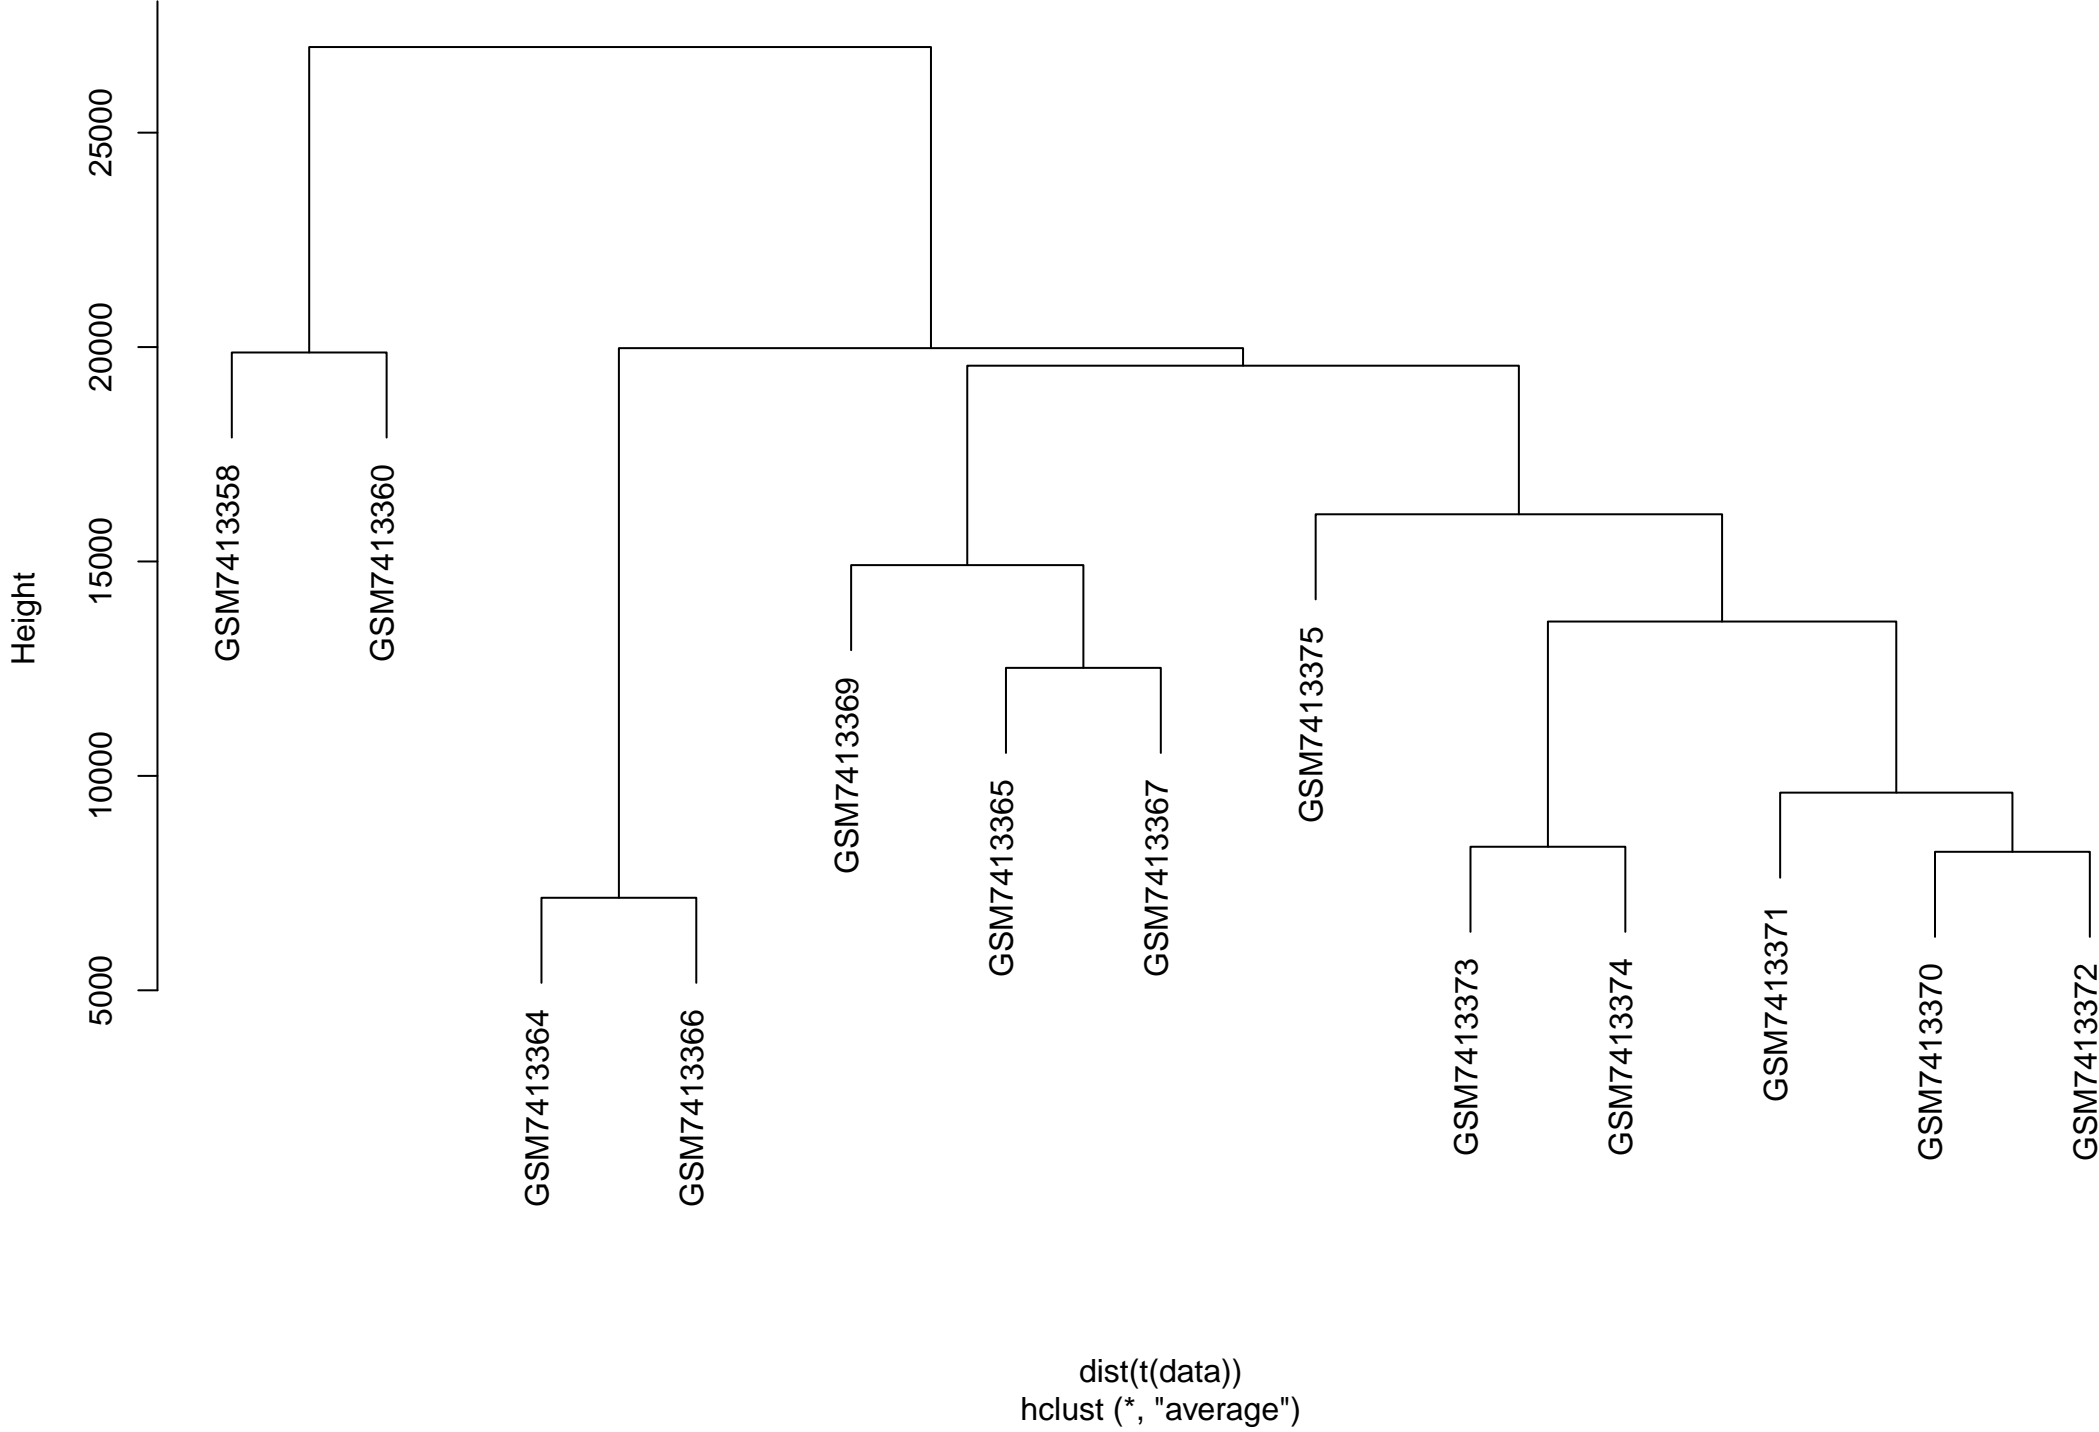 Height
25000
20000
15000
10000
5000
GSM7413358
GSM7413360
GSM7413364
GSM7413366
GSM7413369
GSM7413365
GSM7413367
GSM7413375
GSM7413373
GSM7413374
GSM7413371
GSM7413370
GSM7413372
dist(t(data))
hclust (*, "average")